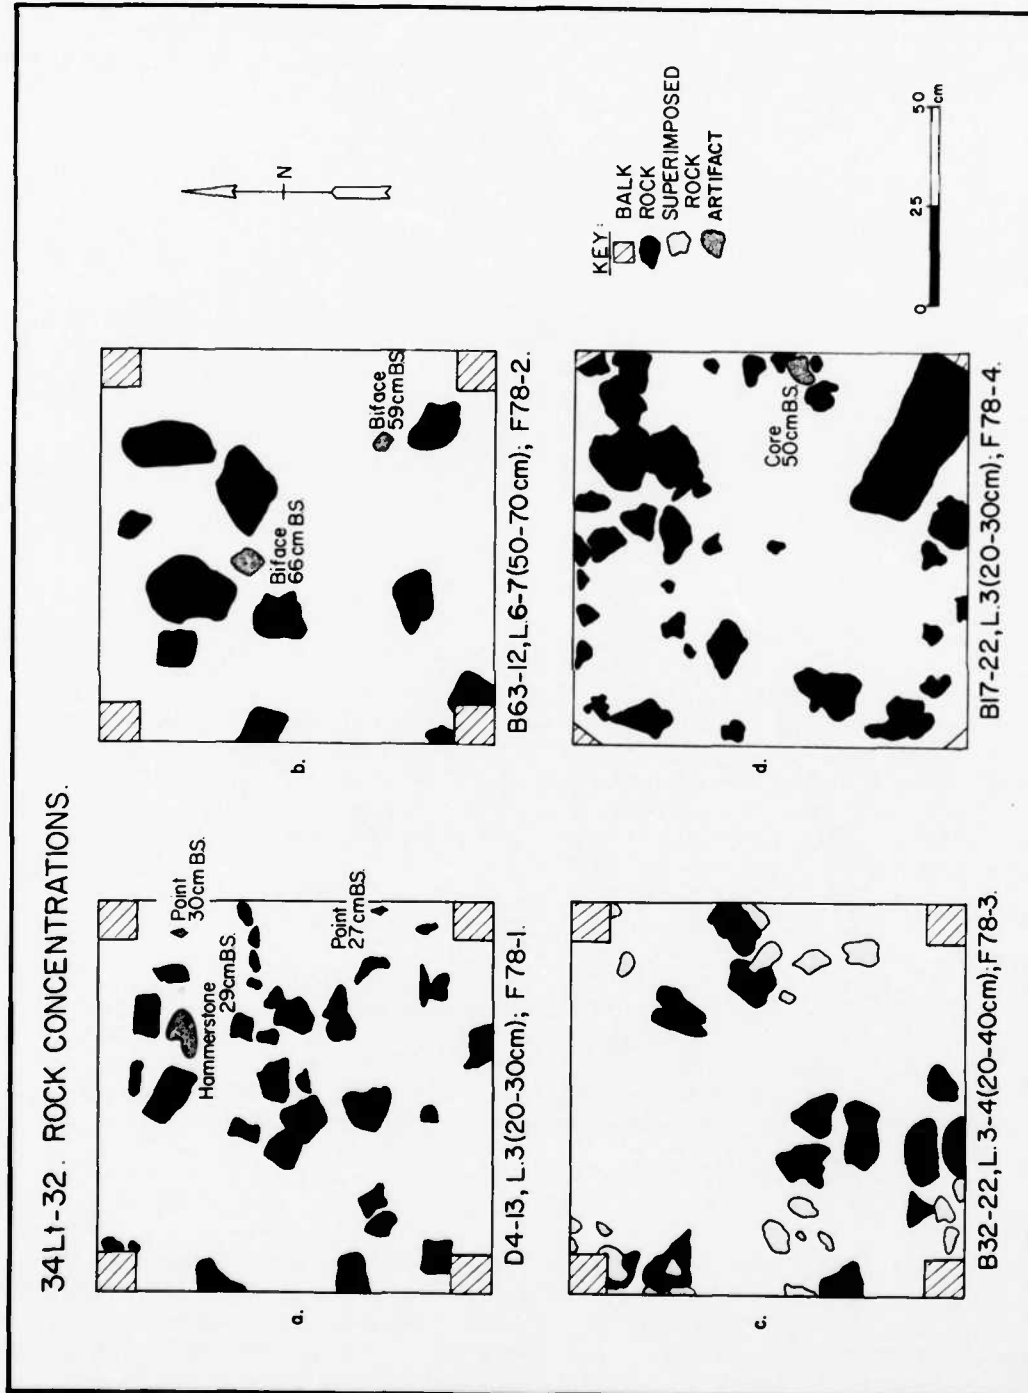 34Lt-32. ROCK CONCENTRATIONS.
a.
Point
30cm BS.
Hammerstone
29cm BS.
Point
27cm BS.
D4-13, L.3 (20-30cm); F78-1.
b.
Biface
66cm BS
Biface
59cm BS
B63-12, L.6-7 (50-70cm); F78-2.
N
c.
B32-22, L.3-4 (20-40cm); F78-3.
d.
Core
50cm BS.
B17-22, L.3 (20-30cm); F78-4.
KEY:
BALK
ROCK
SUPERIMPOSED
ROCK
ARTIFACT
0 25 50
cm